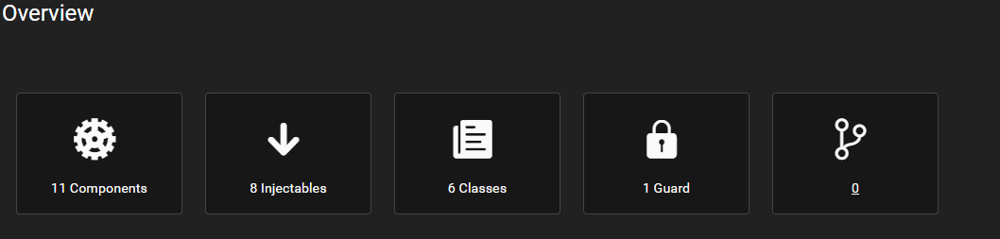 Overview
11 Components
8 Injectables
6 Classes
1 Guard
0